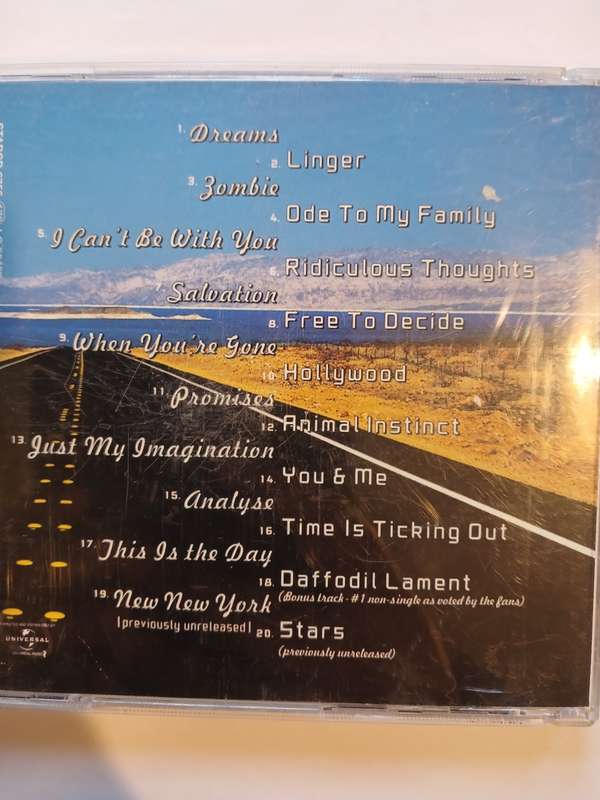 1. Dreams
2. Linger
3. Zombie
4. Ode To My Family
5. I Can't Be With You
6. Ridiculous Thoughts
7. Salvation
8. Free To Decide
9. When You're Gone
10. Hollywood
11. Promises
12. Animal Instinct
13. Just My Imagination
14. You & Me
15. Analyse
16. Time Is Ticking Out
17. This Is the Day
18. Daffodil Lament
(Bonus track - #1 non-single as voted by the fans)
19. New New York
(previously unreleased)
20. Stars
(previously unreleased)
UNIVERSAL